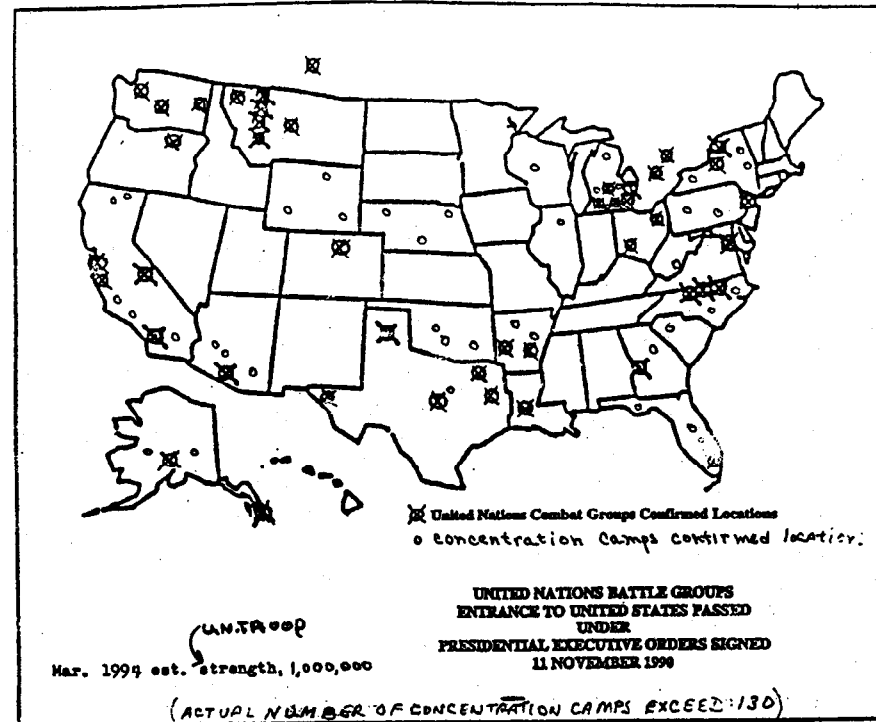 United Nations Combat Groups Confirmed Locations
o concentration camps confirmed location.
UNITED NATIONS BATTLE GROUPS
ENTRANCE TO UNITED STATES PASSED
UNDER
PRESIDENTIAL EXECUTIVE ORDERS SIGNED
11 NOVEMBER 1990
U.N. TROOP
Mar. 1994 est. strength, 1,000,000
(ACTUAL NUMBER OF CONCENTRATION CAMPS EXCEED 130)